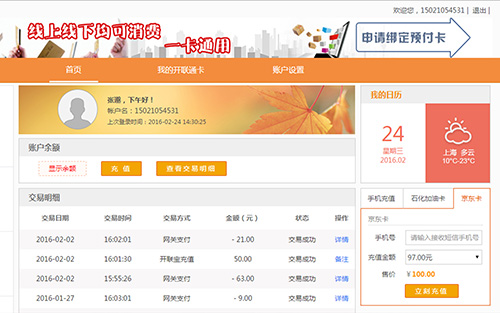 欢迎您，15021054531 | 退出 |
线上线下均可消费
一卡通用
申请绑定预付卡
首页 我的开联通卡 账户设置
张潮，下午好！
账户名：15021054531
上次登录时间：2016-02-24 14:30:25
账户余额
显示余额 充 值 查看交易明细
交易明细
交易日期 交易时间 交易方式 金额（元） 状态 操作
2016-02-02 16:02:01 网关支付 - 21.00 交易成功 详情
2016-02-02 16:01:30 开联宝充值 50.00 交易成功 备注
2016-02-02 15:55:26 网关支付 - 63.00 交易成功 详情
2016-01-27 16:03:01 网关支付 - 9.00 交易成功 详情
我的日历
24
星期三
2016.02
上海 多云
10°C-23°C
手机充值 石化加油卡 京东卡
京东卡
手机号 请输入接收短信手机号
充值金额 97.00元
售价 ¥ 100.00
立刻充值